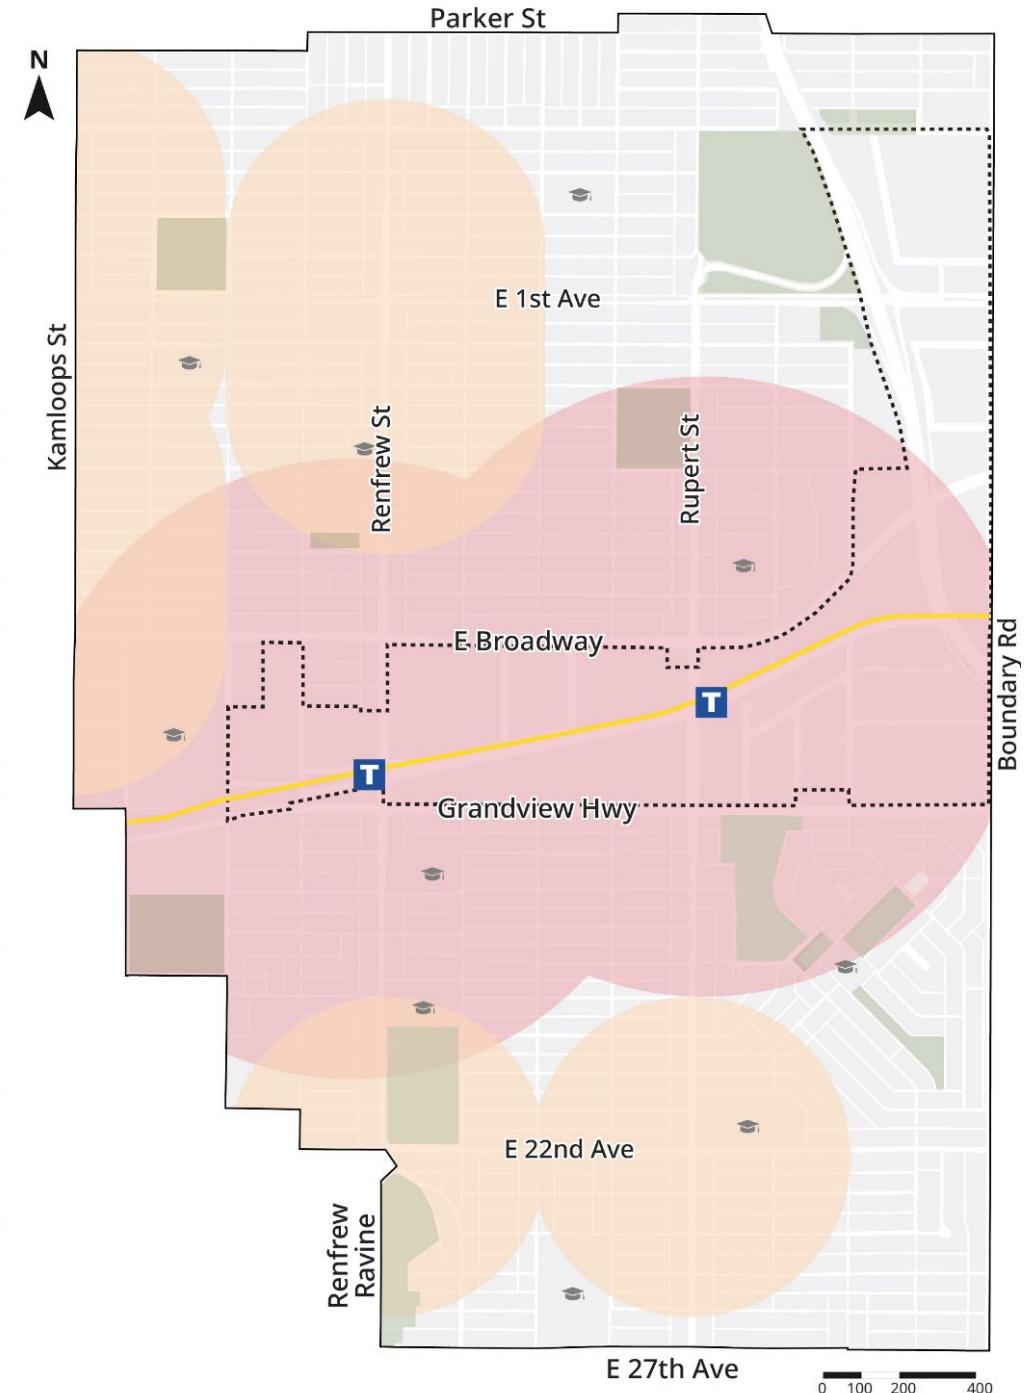 Parker St
N
E 1st Ave
Kamloops St
Renfrew St
Rupert St
E Broadway
Boundary Rd
T
T
Grandview Hwy
E 22nd Ave
Renfrew
Ravine
E 27th Ave
0 100 200 400